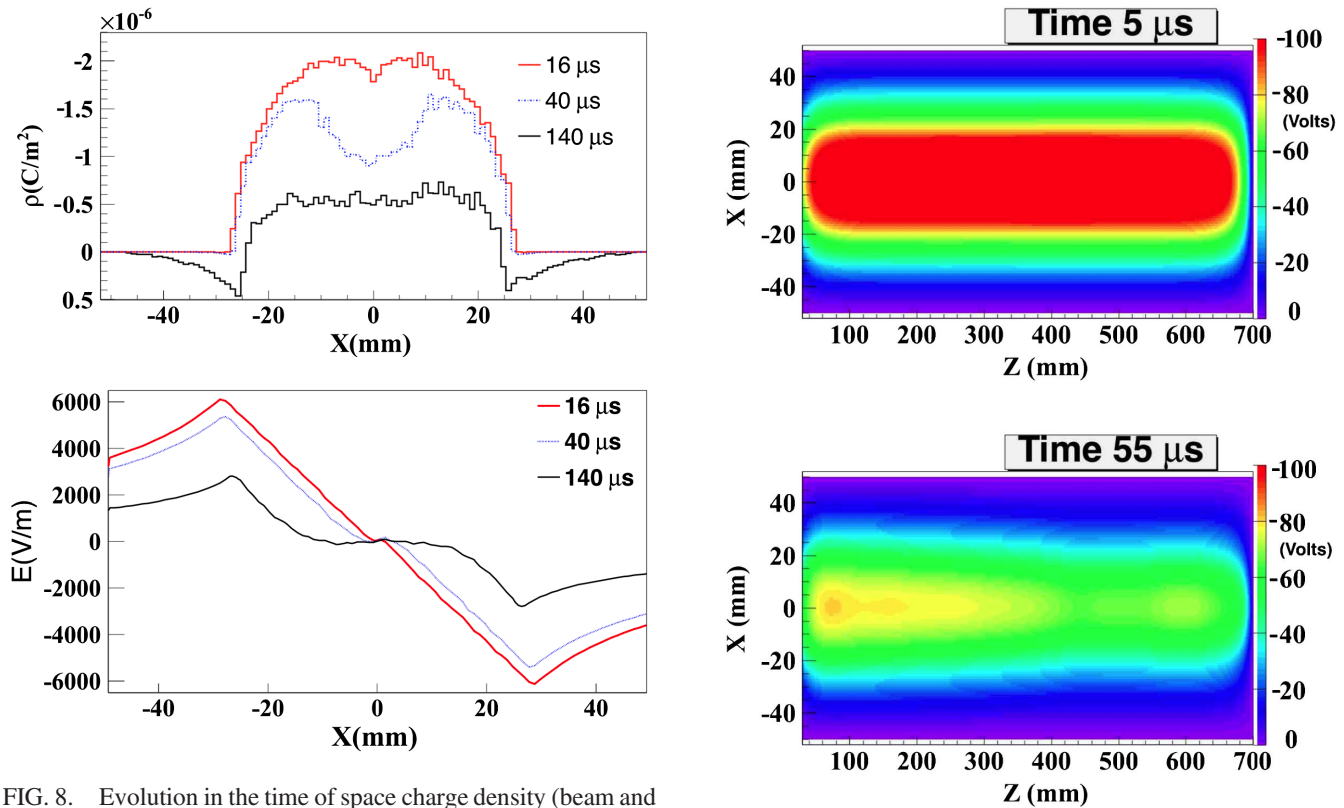 ×10⁻⁶
-2
-1.5
-1
-0.5
0
0.5
ρ(C/m²)
16 μs
40 μs
140 μs
-40 -20 0 20 40
X(mm)
6000
4000
2000
0
-2000
-4000
-6000
E(V/m)
16 μs
40 μs
140 μs
-40 -20 0 20 40
X(mm)
FIG. 8. Evolution in the time of space charge density (beam and
Time 5 μs
40
20
0
-20
-40
X (mm)
100 200 300 400 500 600 700
Z (mm)
-100
-80
(Volts)
-60
-40
-20
0
Time 55 μs
40
20
0
-20
-40
X (mm)
100 200 300 400 500 600 700
Z (mm)
-100
-80
(Volts)
-60
-40
-20
0